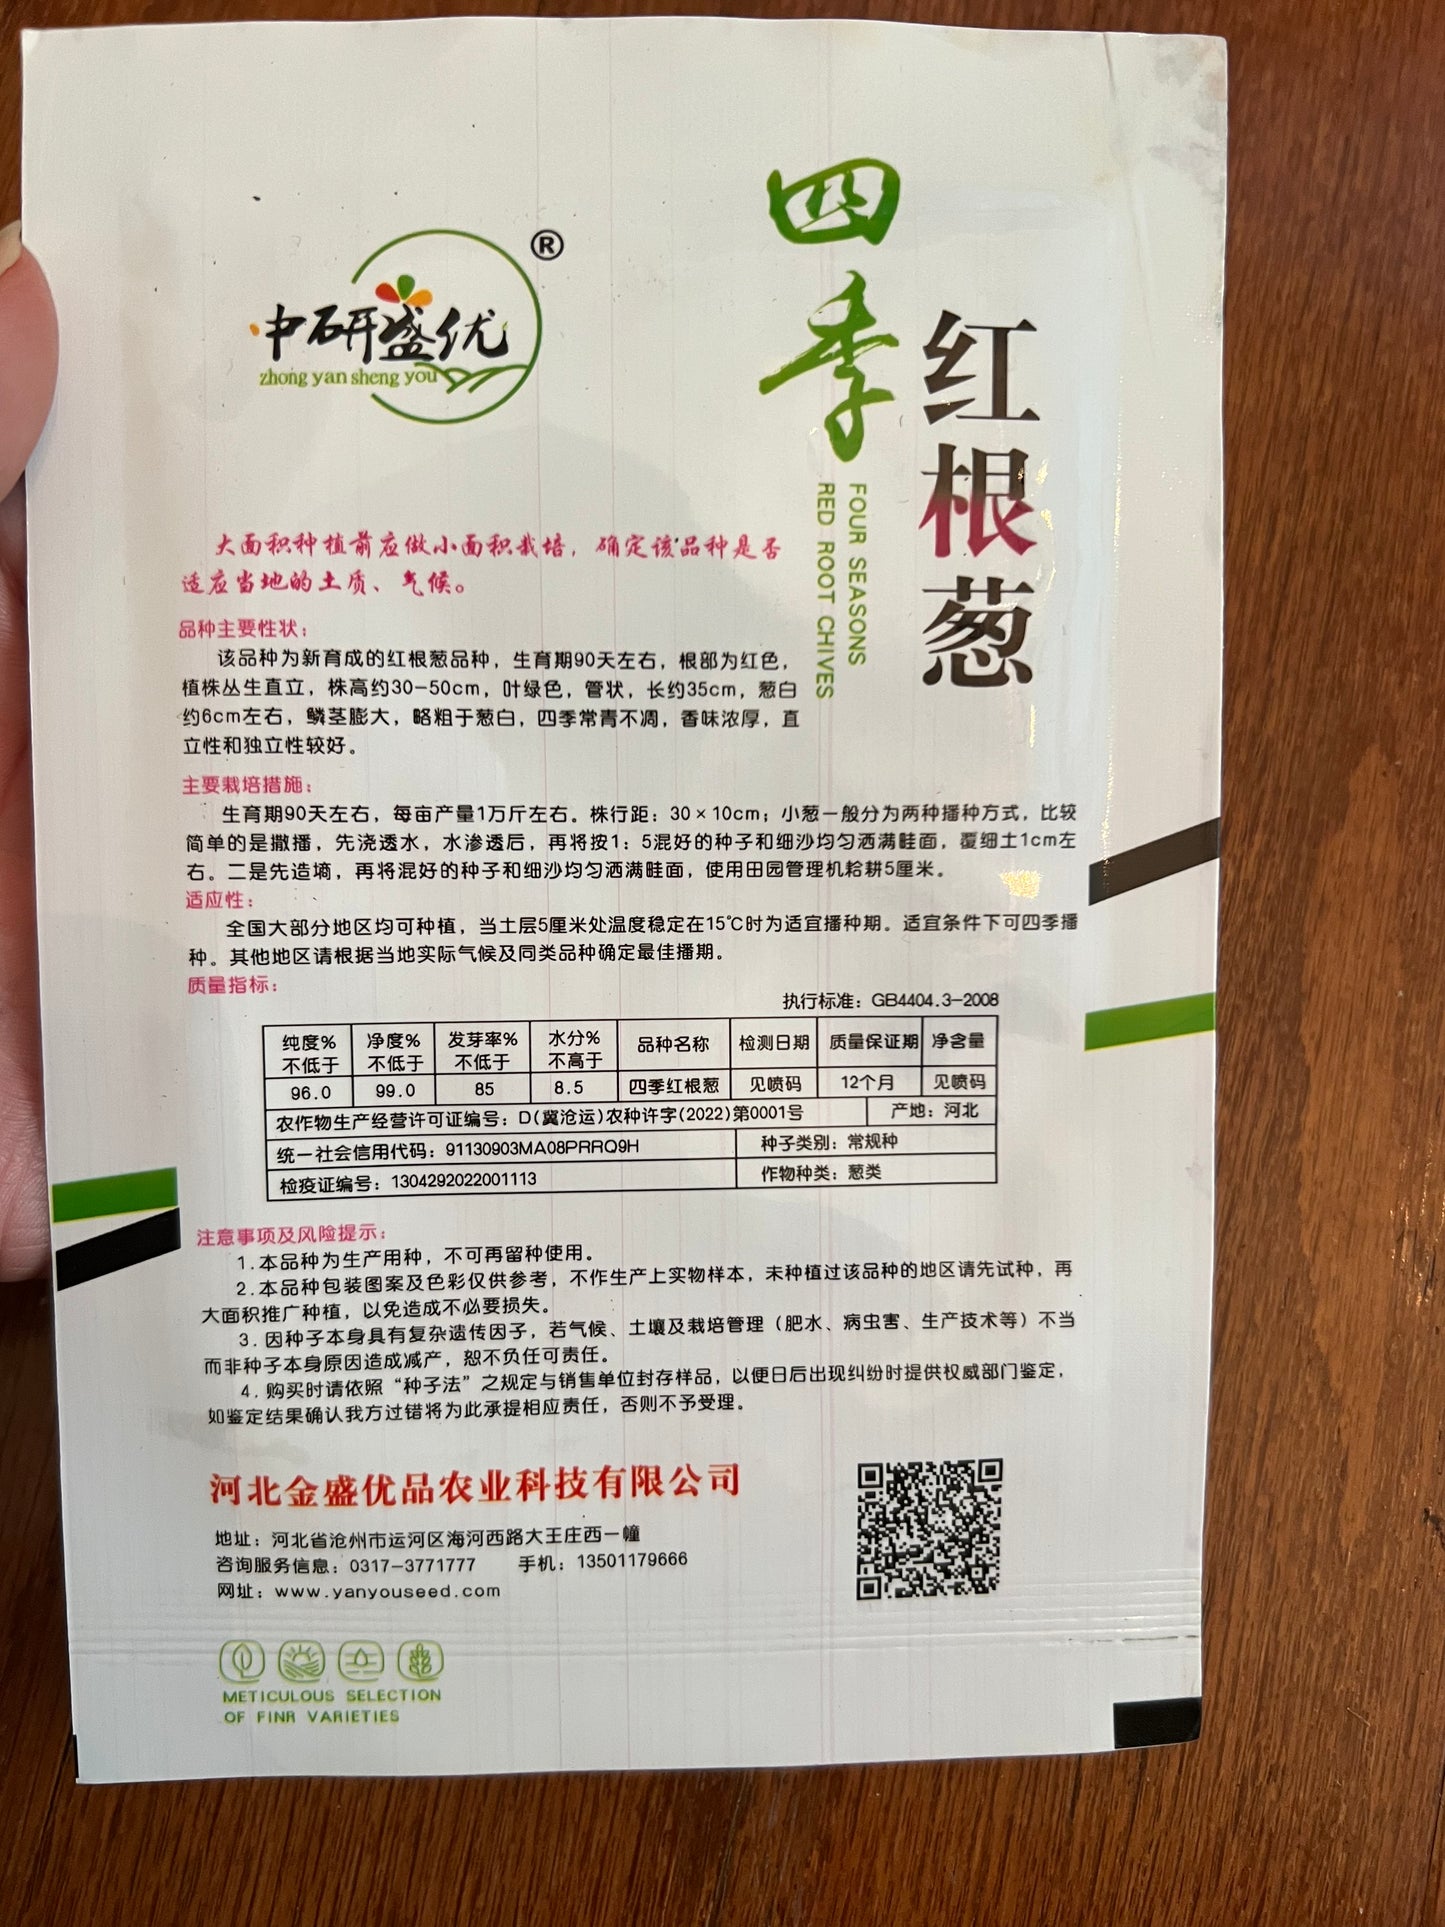 中研盛优
®
zhong yan sheng you
四季
红根葱
FOUR SEASONS
RED ROOT CHIVES
大面积种植前应做小面积栽培，确定该品种是否
适应当地的土质、气候。
品种主要性状：
该品种为新育成的红根葱品种，生育期90天左右，根部为红色，
植株丛生直立，株高约30-50cm，叶绿色，管状，长约35cm，葱白
约6cm左右，鳞茎膨大，略粗于葱白，四季常青不凋，香味浓厚，直
立性和独立性较好。
主要栽培措施：
生育期90天左右，每亩产量1万斤左右。株行距：30×10cm；小葱一般分为两种播种方式，比较
简单的是撒播，先浇透水，水渗透后，再将按1：5混好的种子和细沙均匀洒满畦面，覆细土1cm左
右。二是先造墒，再将混好的种子和细沙均匀洒满畦面，使用田园管理机耠耕5厘米。
适应性：
全国大部分地区均可种植，当土层5厘米处温度稳定在15℃时为适宜播种期。适宜条件下可四季播
种。其他地区请根据当地实际气候及同类品种确定最佳播期。
质量指标：
执行标准：GB4404.3-2008
纯度% 不低于 净度% 不低于 发芽率% 不低于 水分% 不高于 品种名称 检测日期 质量保证期 净含量
96.0 99.0 85 8.5 四季红根葱 见喷码 12个月 见喷码
农作物生产经营许可证编号：D(冀沧运)农种许字(2022)第0001号 产地：河北
统一社会信用代码：91130903MA08PRRQ9H 种子类别：常规种
检疫证编号：1304292022001113 作物种类：葱类
注意事项及风险提示：
1.本品种为生产用种，不可再留种使用。
2.本品种包装图案及色彩仅供参考，不作生产上实物样本，未种植过该品种的地区请先试种，再
大面积推广种植，以免造成不必要损失。
3.因种子本身具有复杂遗传因子，若气候、土壤及栽培管理（肥水、病虫害、生产技术等）不当
而非种子本身原因造成减产，恕不负任可责任。
4.购买时请依照“种子法”之规定与销售单位封存样品，以便日后出现纠纷时提供权威部门鉴定，
如鉴定结果确认我方过错将为此承提相应责任，否则不予受理。
河北金盛优品农业科技有限公司
地址：河北省沧州市运河区海河西路大王庄西一幢
咨询服务信息：0317-3771777 手机：13501179666
网址：www.yanyouseed.com
METICULOUS SELECTION
OF FINR VARIETIES